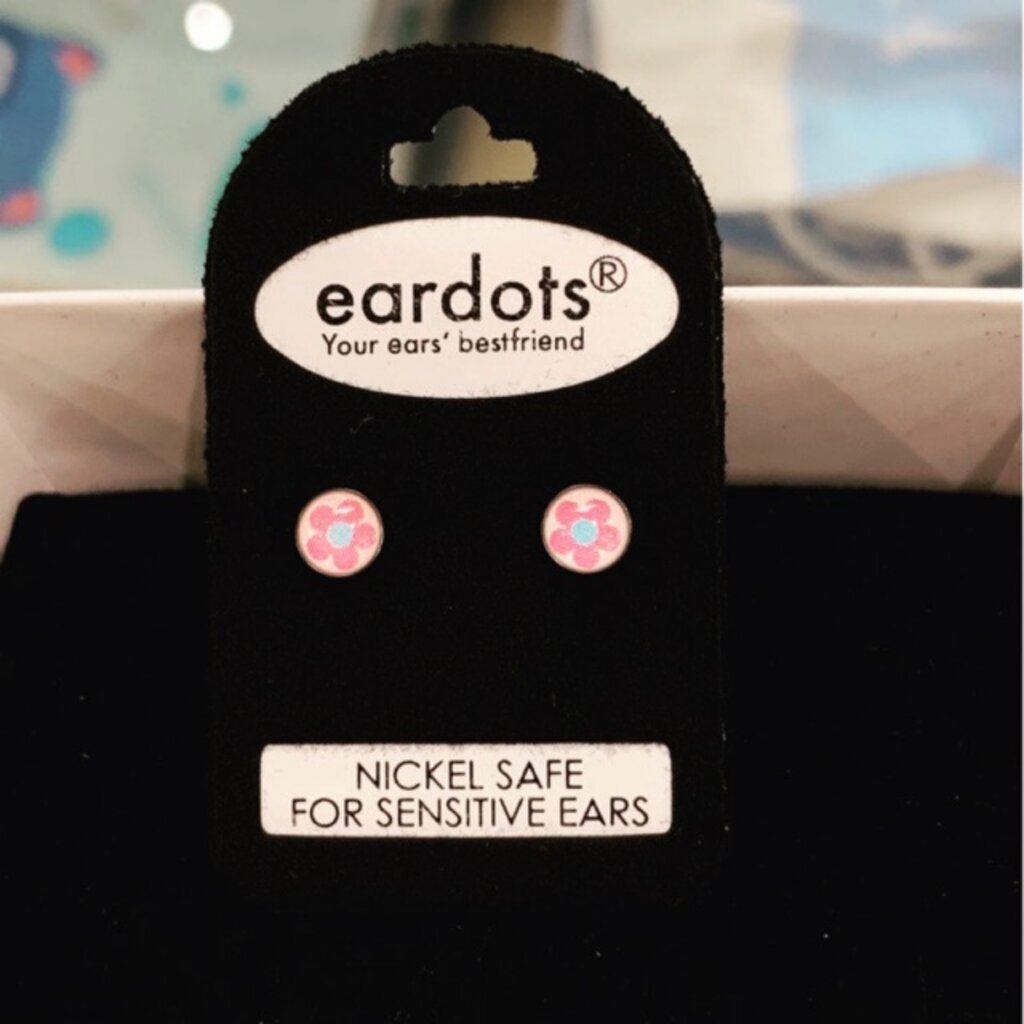 eardots®
Your ears' bestfriend
NICKEL SAFE
FOR SENSITIVE EARS